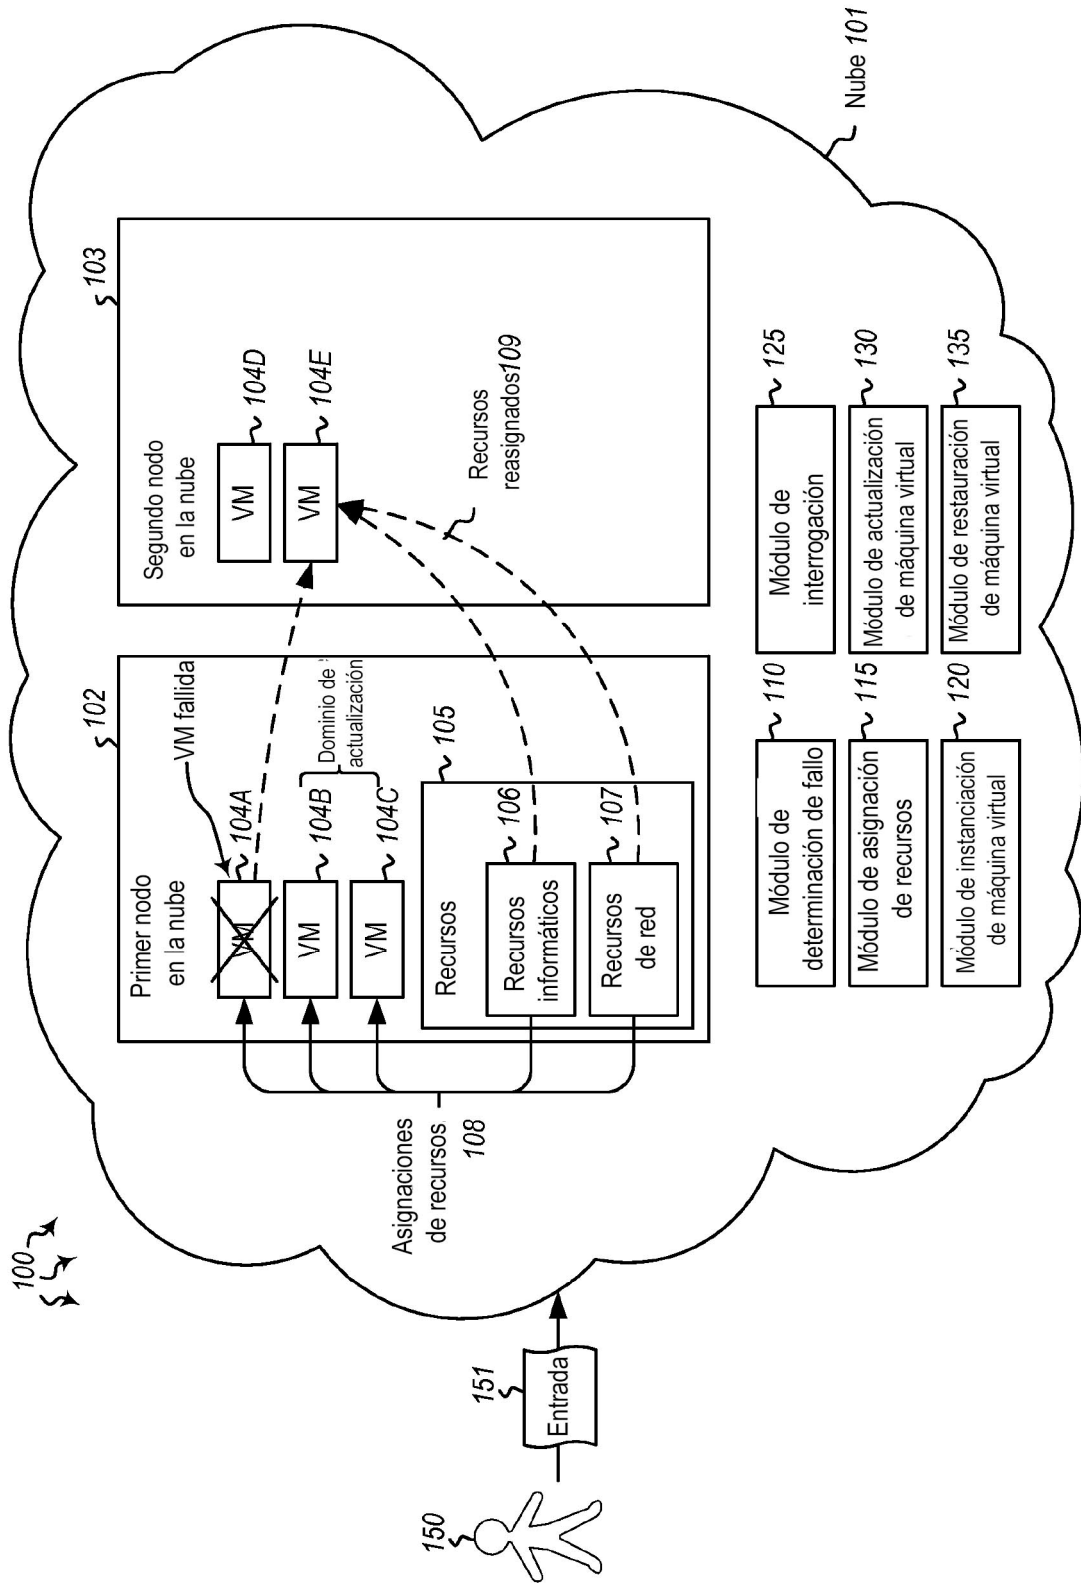 100
102
103
VM fallida
Primer nodo
en la nube
VM
104A
VM
104B
VM
104C
Dominio de
actualización
Segundo nodo
en la nube
VM
104D
VM
104E
105
Recursos
Recursos
informáticos
106
Recursos
de red
107
Asignaciones
de recursos
108
Recursos
reasignados109
150
151
Entrada
Módulo de
determinación de fallo
110
Módulo de asignación
de recursos
115
Módulo de instanciación
de máquina virtual
120
Módulo de
interrogación
125
Módulo de actualización
de máquina virtual
130
Módulo de restauración
de máquina virtual
135
Nube 101